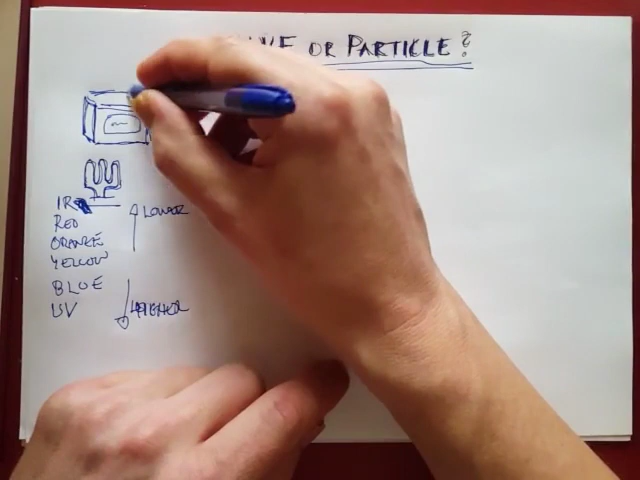 OR PARTICLE?
IR
RED
ORANGE
YELLOW
BLUE
UV
LOWER
HIGHER